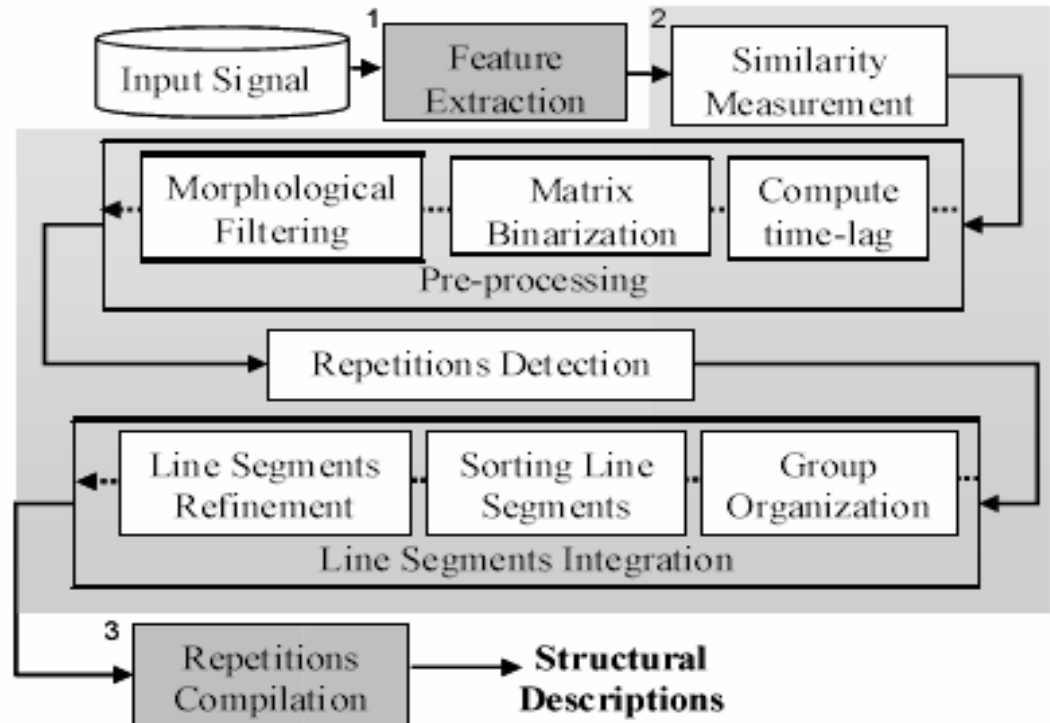 1
2
Input Signal
Feature
Extraction
Similarity
Measurement
Morphological
Filtering
Matrix
Binarization
Compute
time-lag
Pre-processing
Repetitions Detection
Line Segments
Refinement
Sorting Line
Segments
Group
Organization
Line Segments Integration
3
Repetitions
Compilation
Structural
Descriptions